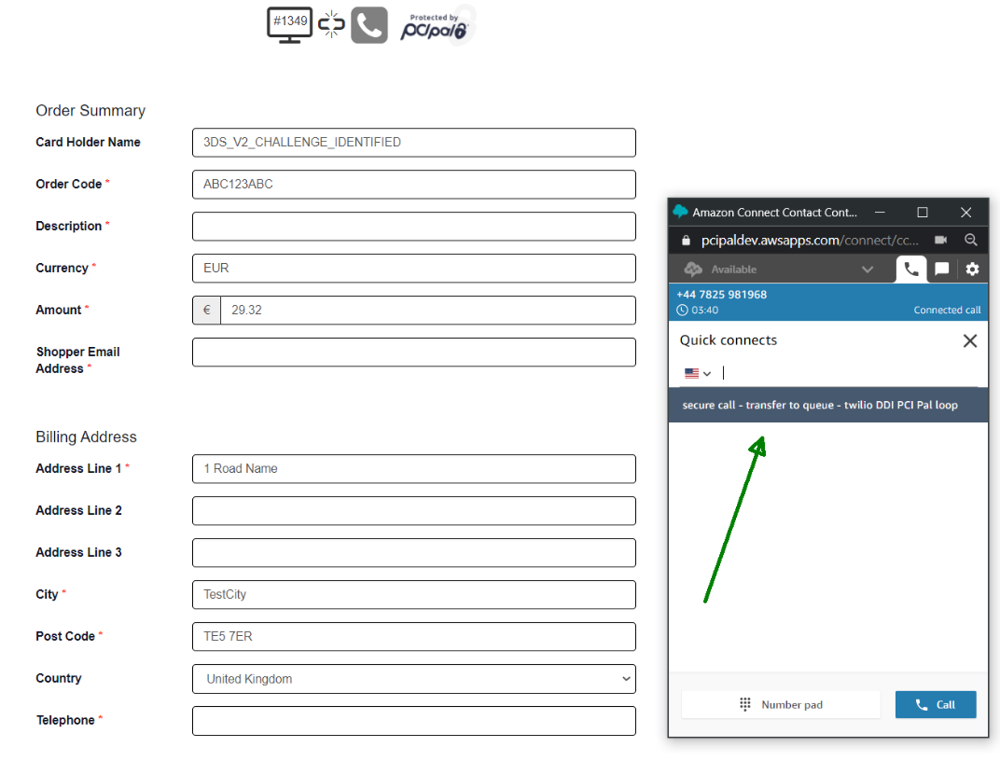 #1349
Protected by
pcipal
Order Summary
Card Holder Name
3DS_V2_CHALLENGE_IDENTIFIED
Order Code *
ABC123ABC
Description *
Currency *
EUR
Amount *
€ 29.32
Shopper Email
Address *
Billing Address
Address Line 1 *
1 Road Name
Address Line 2
Address Line 3
City *
TestCity
Post Code *
TE5 7ER
Country
United Kingdom
Telephone *
Amazon Connect Contact Cont...
pcipaldev.awsapps.com/connect/cc...
Available
+44 7825 981968
03:40
Connected call
Quick connects
secure call - transfer to queue - twilio DDI PCI Pal loop
Number pad
Call